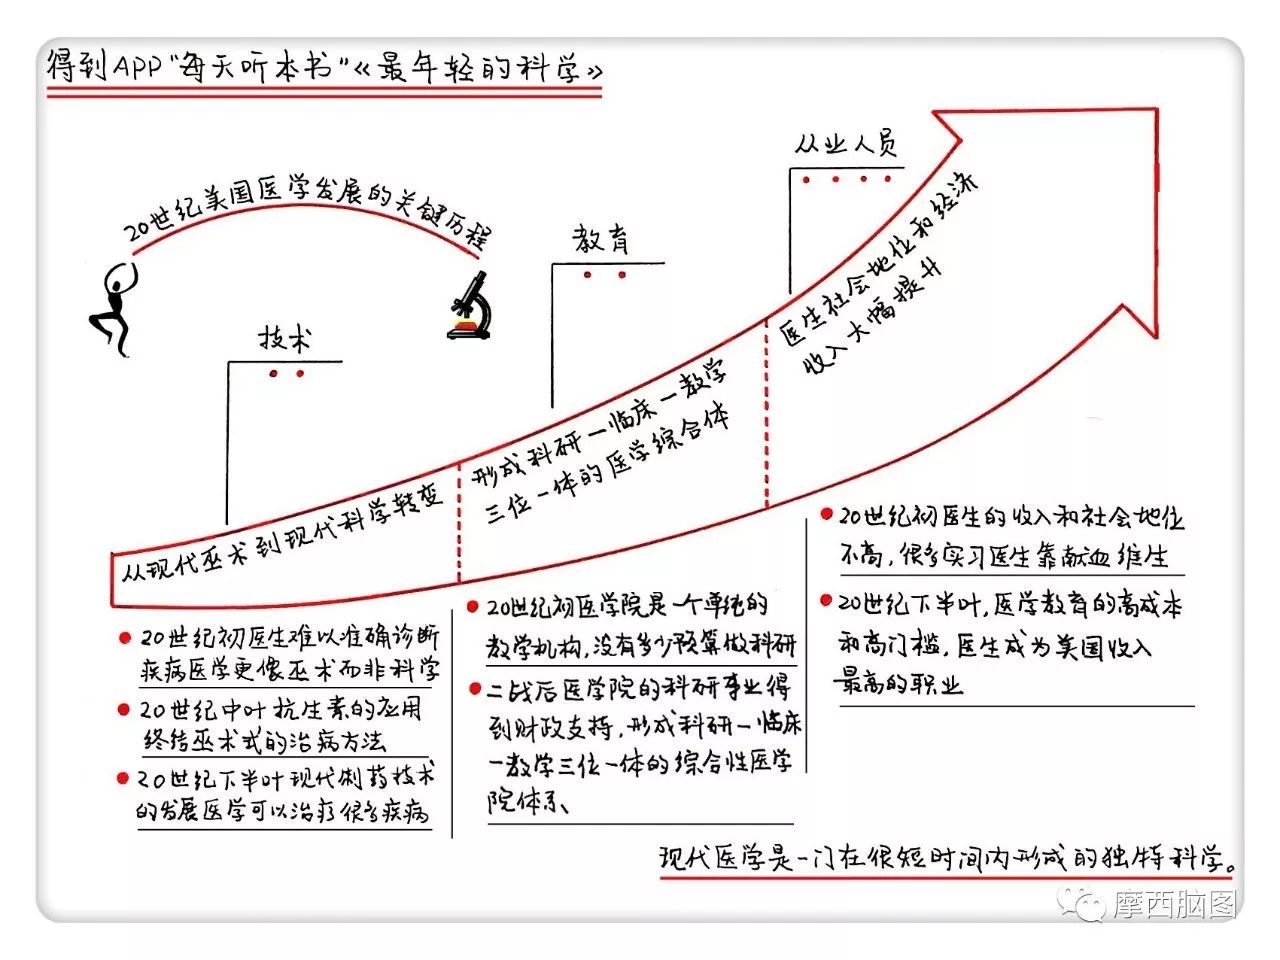 得到APP"每天听本书"《最年轻的科学》
20世纪美国医学发展的关键历程
技术
教育
从业人员
从现代巫术到现代科学转变
形成科研一临床一教学
三位一体的医学综合体
医生社会地位和经济
收入大幅提升
20世纪初医生难以准确诊断
疾病医学更像巫术而非科学
20世纪中叶抗生素的应用
终结巫术式的治病方法
20世纪下半叶现代制药技术
的发展医学可以治疗很多疾病
20世纪初医学院是一个单纯的
教学机构,没有多少预算做科研
二战后医学院的科研事业得
到财政支持,形成科研一临床
一教学三位一体的综合性医学
院体系、
20世纪初医生的收入和社会地位
不高,很多实习医生靠献血维生
20世纪下半叶,医学教育的高成本
和高门槛,医生成为美国收入
最高的职业
现代医学是一门在很短时间内形成的独特科学。
摩西脑图